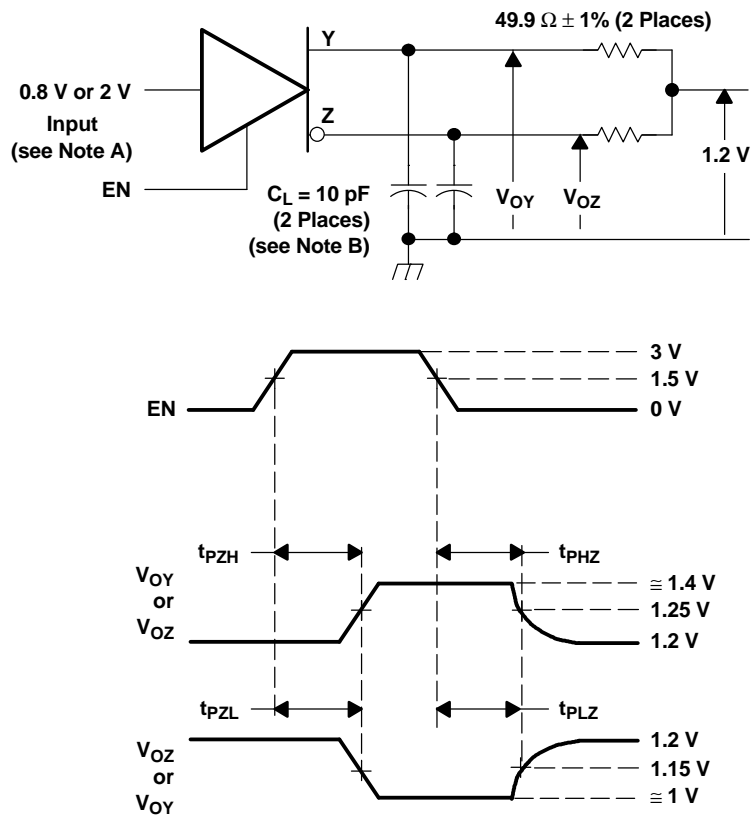 49.9 Ω ± 1% (2 Places)
Y
0.8 V or 2 V
Input
(see Note A)
Z
EN
C_L = 10 pF
(2 Places)
(see Note B)
V_OY
V_OZ
1.2 V
3 V
1.5 V
EN
0 V
t_PZH
t_PHZ
V_OY
or
V_OZ
≅ 1.4 V
1.25 V
1.2 V
t_PZL
t_PLZ
V_OZ
or
V_OY
1.2 V
1.15 V
≅ 1 V